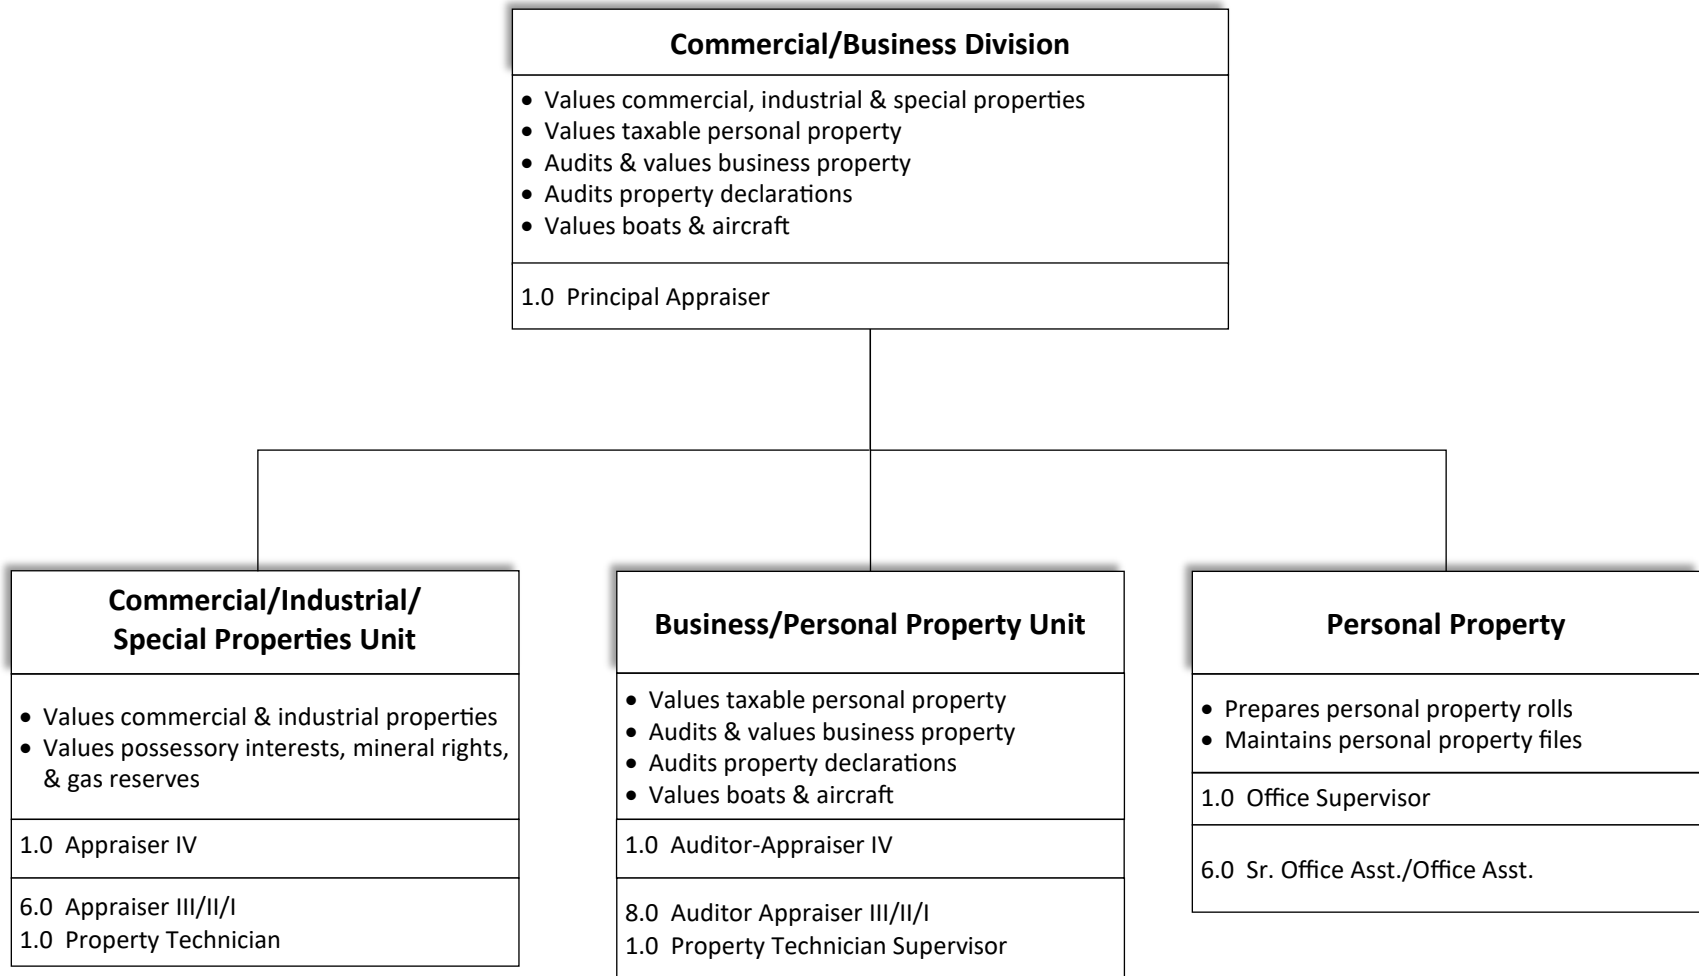 Commercial/Business Division
• Values commercial, industrial & special properties
• Values taxable personal property
• Audits & values business property
• Audits property declarations
• Values boats & aircraft
1.0 Principal Appraiser
Commercial/Industrial/
Special Properties Unit
• Values commercial & industrial properties
• Values possessory interests, mineral rights,
& gas reserves
1.0 Appraiser IV
6.0 Appraiser III/II/I
1.0 Property Technician
Business/Personal Property Unit
• Values taxable personal property
• Audits & values business property
• Audits property declarations
• Values boats & aircraft
1.0 Auditor-Appraiser IV
8.0 Auditor Appraiser III/II/I
1.0 Property Technician Supervisor
Personal Property
• Prepares personal property rolls
• Maintains personal property files
1.0 Office Supervisor
6.0 Sr. Office Asst./Office Asst.